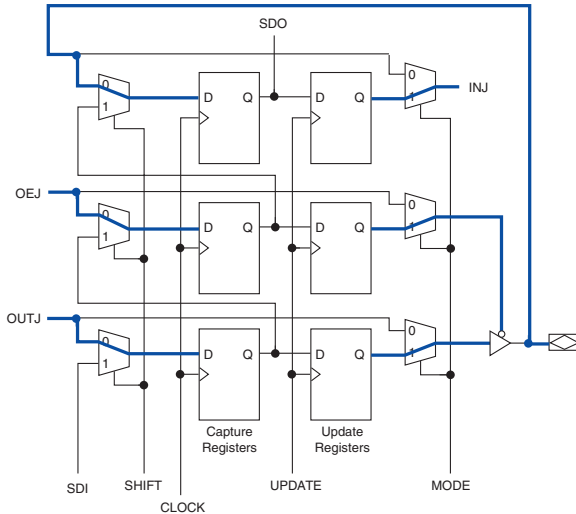 SDO
0
1
D Q
D Q
0
1
INJ
OEJ
0
1
D Q
D Q
0
1
OUTJ
0
1
D Q
D Q
0
1
Capture
Registers
Update
Registers
SDI
SHIFT
CLOCK
UPDATE
MODE